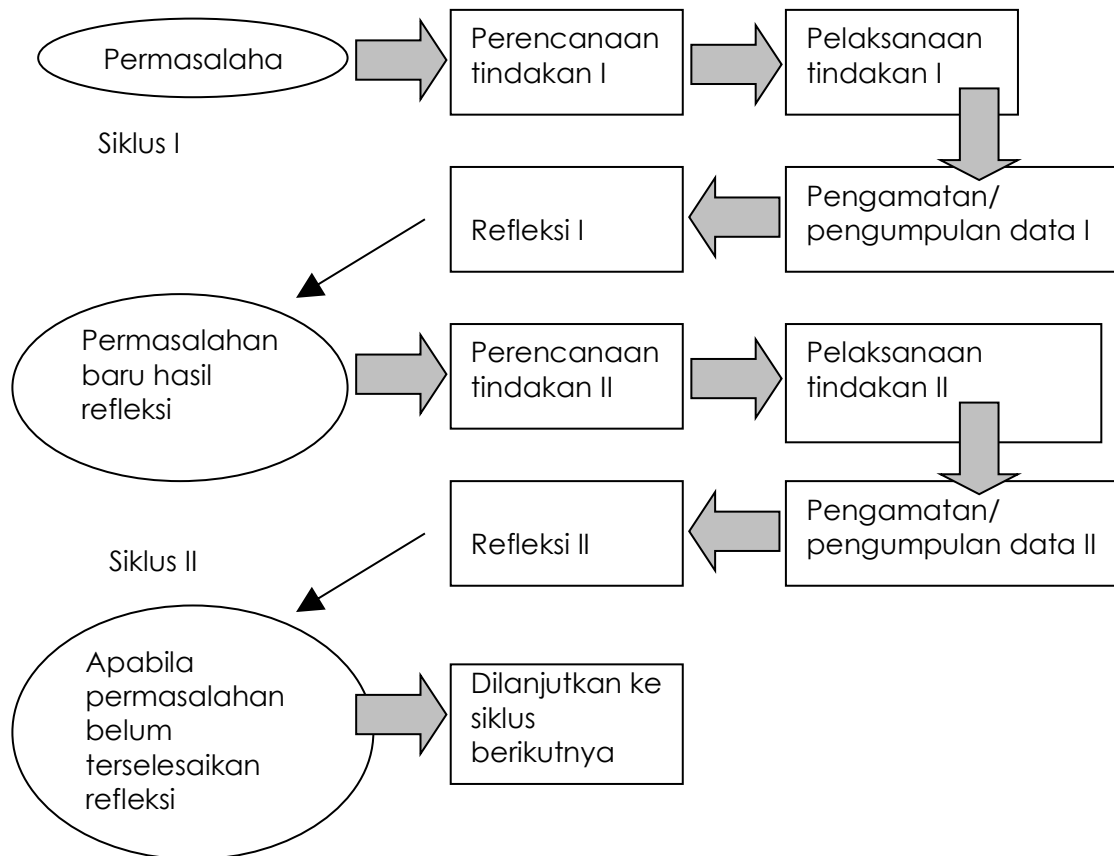 Permasalaha
Perencanaan
tindakan I
Pelaksanaan
tindakan I
Siklus I
Pengamatan/
pengumpulan data I
Refleksi I
Permasalahan
baru hasil
refleksi
Perencanaan
tindakan II
Pelaksanaan
tindakan II
Pengamatan/
pengumpulan data II
Refleksi II
Siklus II
Apabila
permasalahan
belum
terselesaikan
refleksi
Dilanjutkan ke
siklus
berikutnya